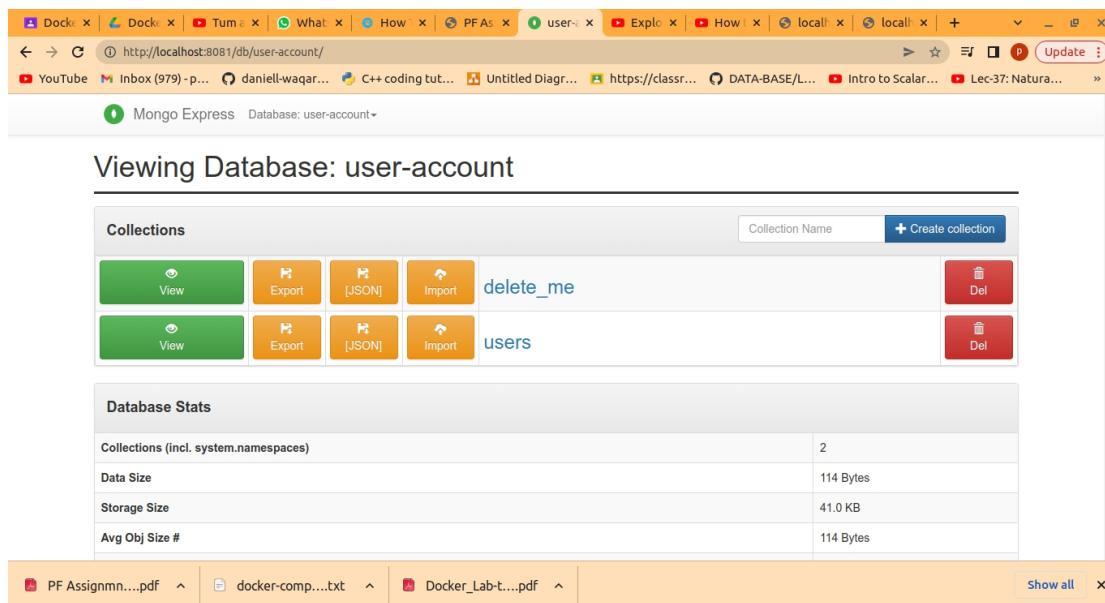 Docke
Docke
Tum a
What
How
PF As
user-a
Explo
How
localh
localh
http://localhost:8081/db/user-account/
Update
YouTube
Inbox (979) - p...
daniell-waqar...
C++ coding tut...
Untitled Diagr...
https://classr...
DATA-BASE/L...
Intro to Scalar...
Lec-37: Natura...
»
Mongo Express Database: user-account
Viewing Database: user-account
Collections
Collection Name
+ Create collection
View
Export
[JSON]
Import
delete_me
Del
View
Export
[JSON]
Import
users
Del
Database Stats
Collections (incl. system.namespaces) 2
Data Size 114 Bytes
Storage Size 41.0 KB
Avg Obj Size # 114 Bytes
PF Assignmn....pdf
docker-comp....txt
Docker_Lab-t....pdf
Show all